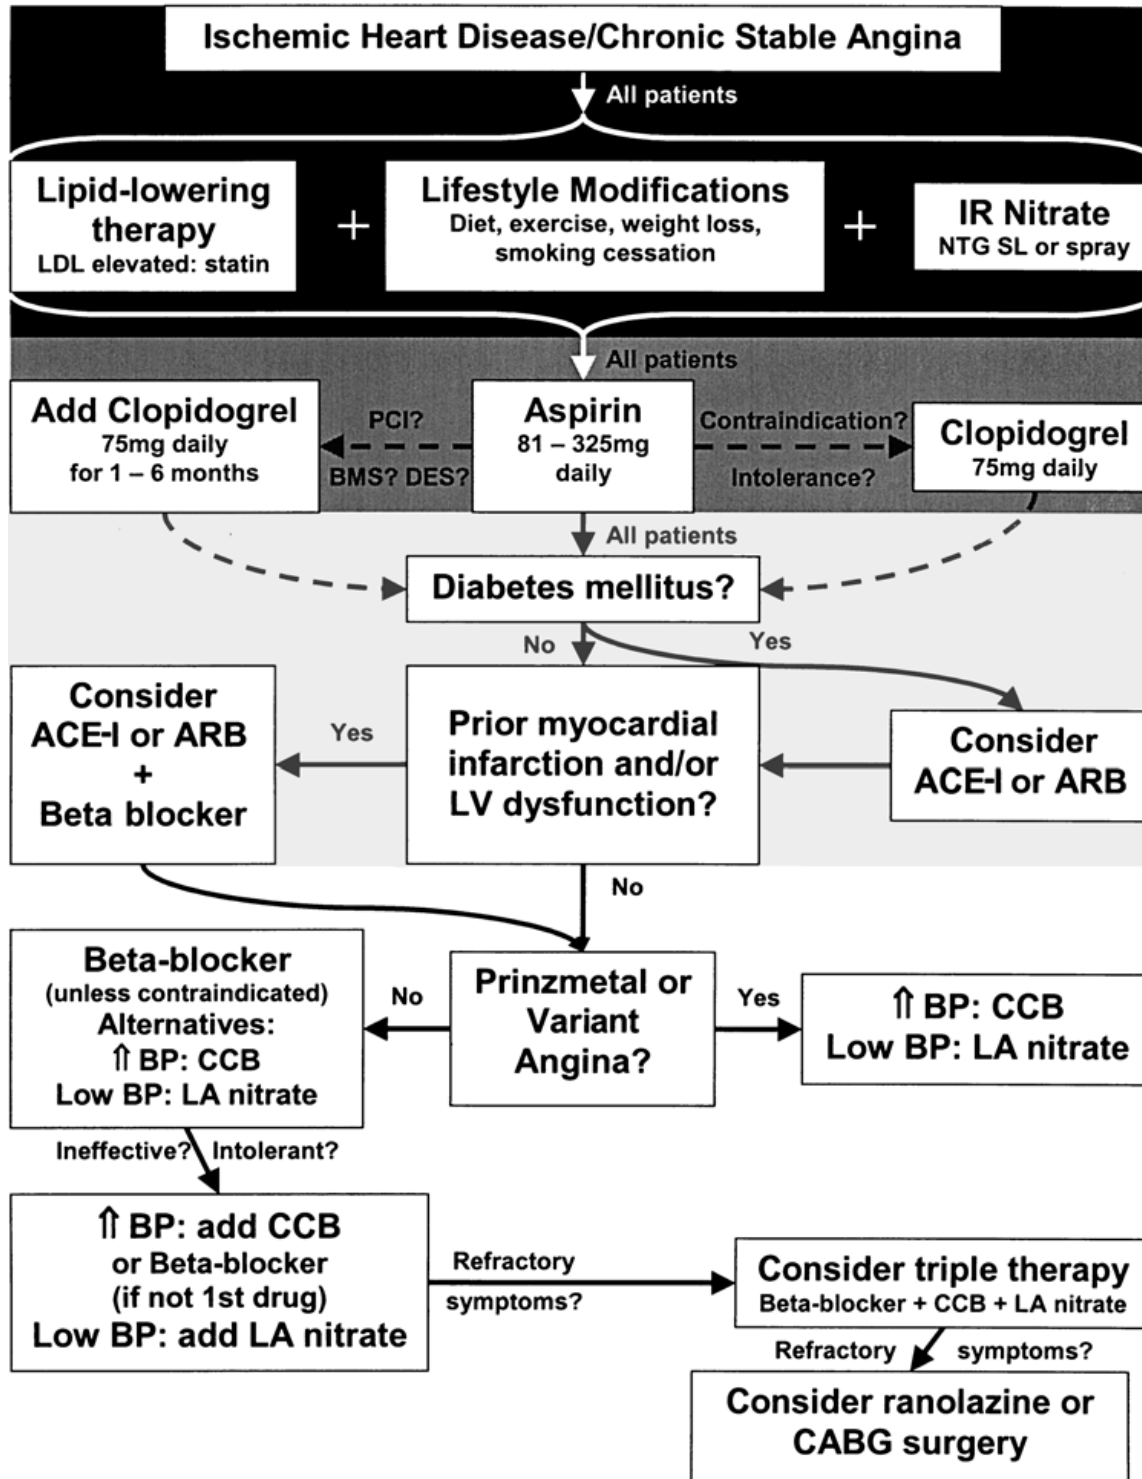 Ischemic Heart Disease/Chronic Stable Angina
All patients
Lipid-lowering
therapy
LDL elevated: statin
+
Lifestyle Modifications
Diet, exercise, weight loss,
smoking cessation
+
IR Nitrate
NTG SL or spray
All patients
Add Clopidogrel
75mg daily
for 1 – 6 months
PCI?
BMS? DES?
Aspirin
81 – 325mg
daily
Contraindication?
Intolerance?
Clopidogrel
75mg daily
All patients
Diabetes mellitus?
No
Yes
Consider
ACE-I or ARB
+
Beta blocker
Yes
Prior myocardial
infarction and/or
LV dysfunction?
Consider
ACE-I or ARB
No
Beta-blocker
(unless contraindicated)
Alternatives:
⇑ BP: CCB
Low BP: LA nitrate
No
Prinzmetal or
Variant
Angina?
Yes
⇑ BP: CCB
Low BP: LA nitrate
Ineffective? Intolerant?
⇑ BP: add CCB
or Beta-blocker
(if not 1st drug)
Low BP: add LA nitrate
Refractory
symptoms?
Consider triple therapy
Beta-blocker + CCB + LA nitrate
Refractory symptoms?
Consider ranolazine or
CABG surgery